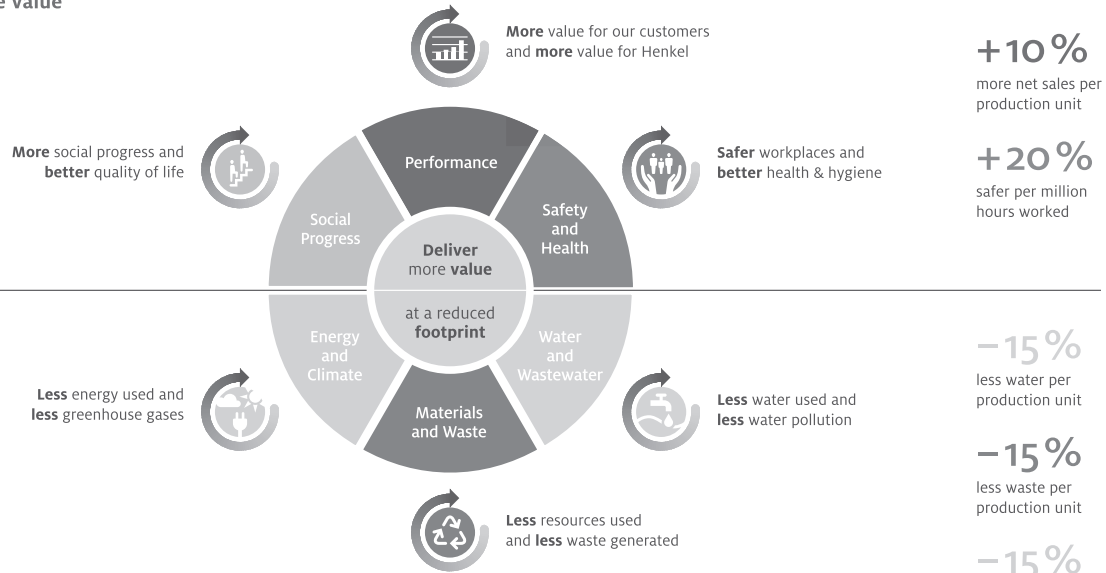 value
More value for our customers
and more value for Henkel
+10 %
more net sales per
production unit
More social progress and
better quality of life
Performance
Safer workplaces and
better health & hygiene
+20 %
safer per million
hours worked
Social
Progress
Safety
and
Health
Deliver
more value
at a reduced
footprint
Energy
and
Climate
Water
and
Wastewater
–15 %
less water per
production unit
Less energy used and
less greenhouse gases
Materials
and Waste
Less water used and
less water pollution
–15 %
less waste per
production unit
Less resources used
and less waste generated
–15 %